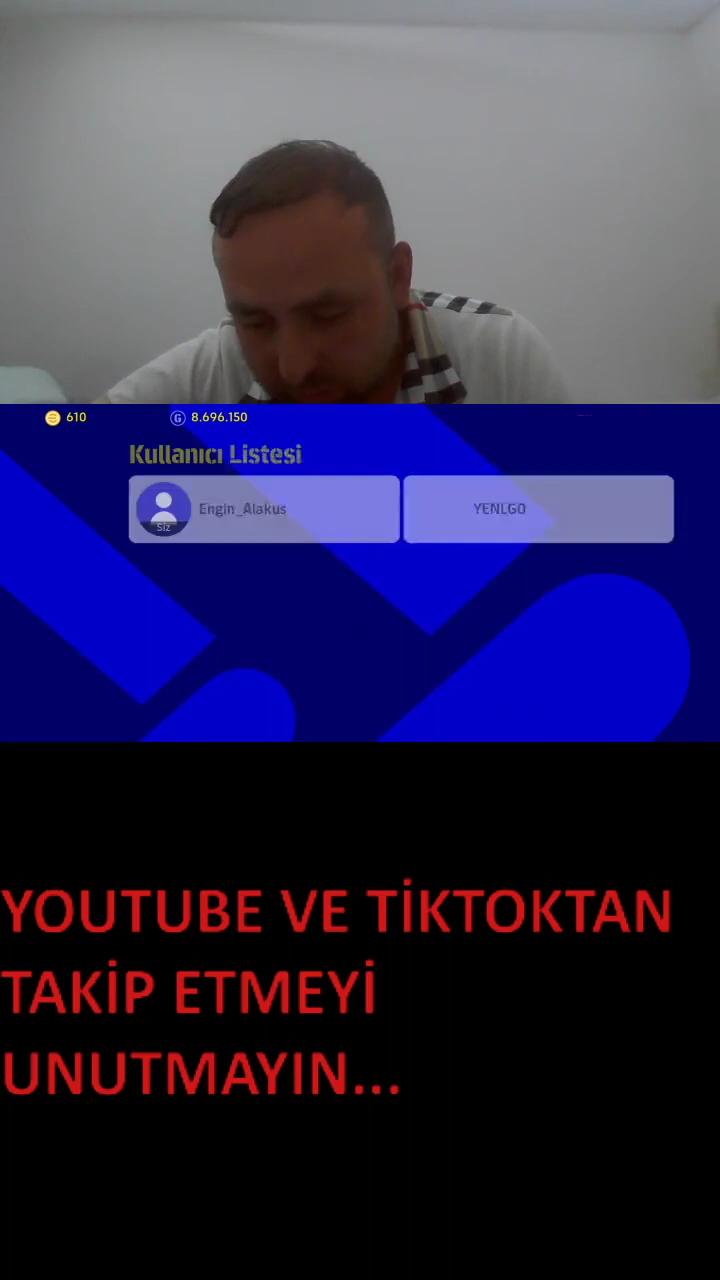 610
8.696.150
Kullanıcı Listesi
Engin_Alakus
YENLGO
siz
YOUTUBE VE TİKTOKTAN
TAKİP ETMEYİ
UNUTMAYIN...